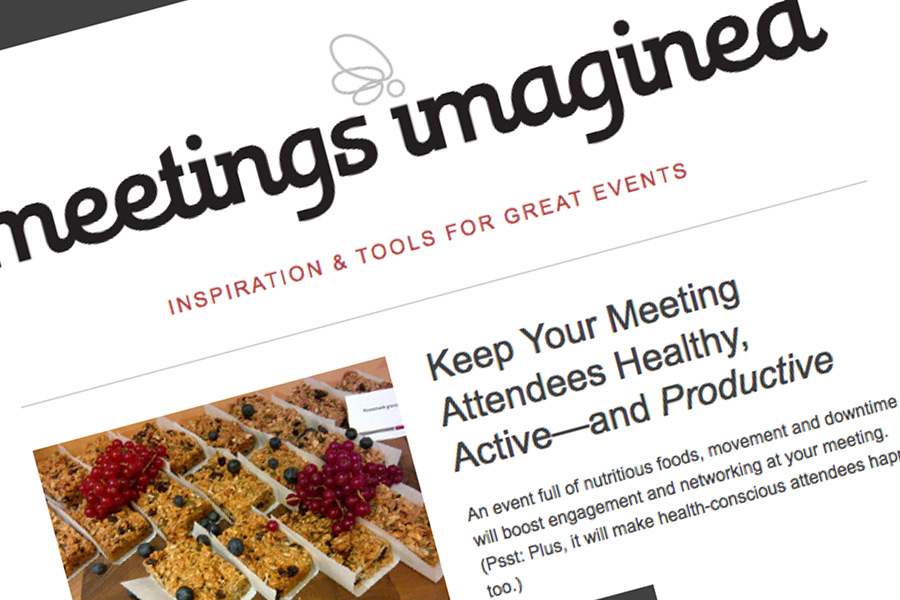 meetings imagined
INSPIRATION & TOOLS FOR GREAT EVENTS
Keep Your Meeting
Attendees Healthy,
Active—and Productive
An event full of nutritious foods, movement and downtime
will boost engagement and networking at your meeting.
(Psst: Plus, it will make health-conscious attendees
too.)